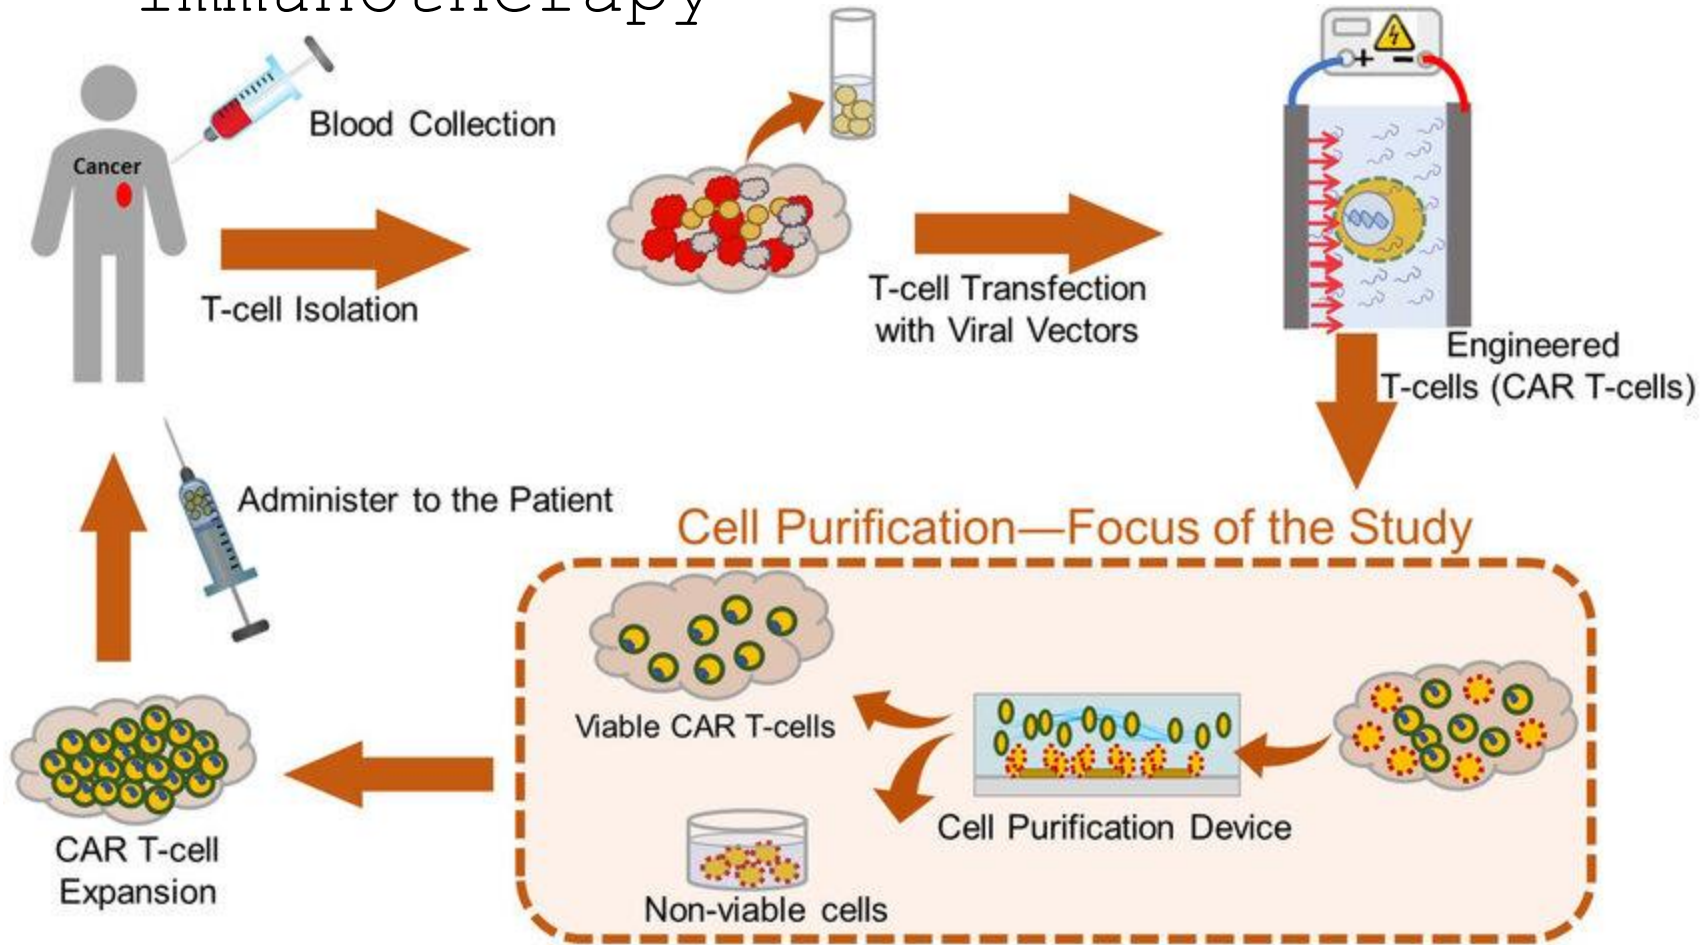 immunotherapy
Blood Collection
Cancer
T-cell Isolation
T-cell Transfection
with Viral Vectors
+ −
Engineered
T-cells (CAR T-cells)
Administer to the Patient
Cell Purification—Focus of the Study
Viable CAR T-cells
Cell Purification Device
Non-viable cells
CAR T-cell
Expansion